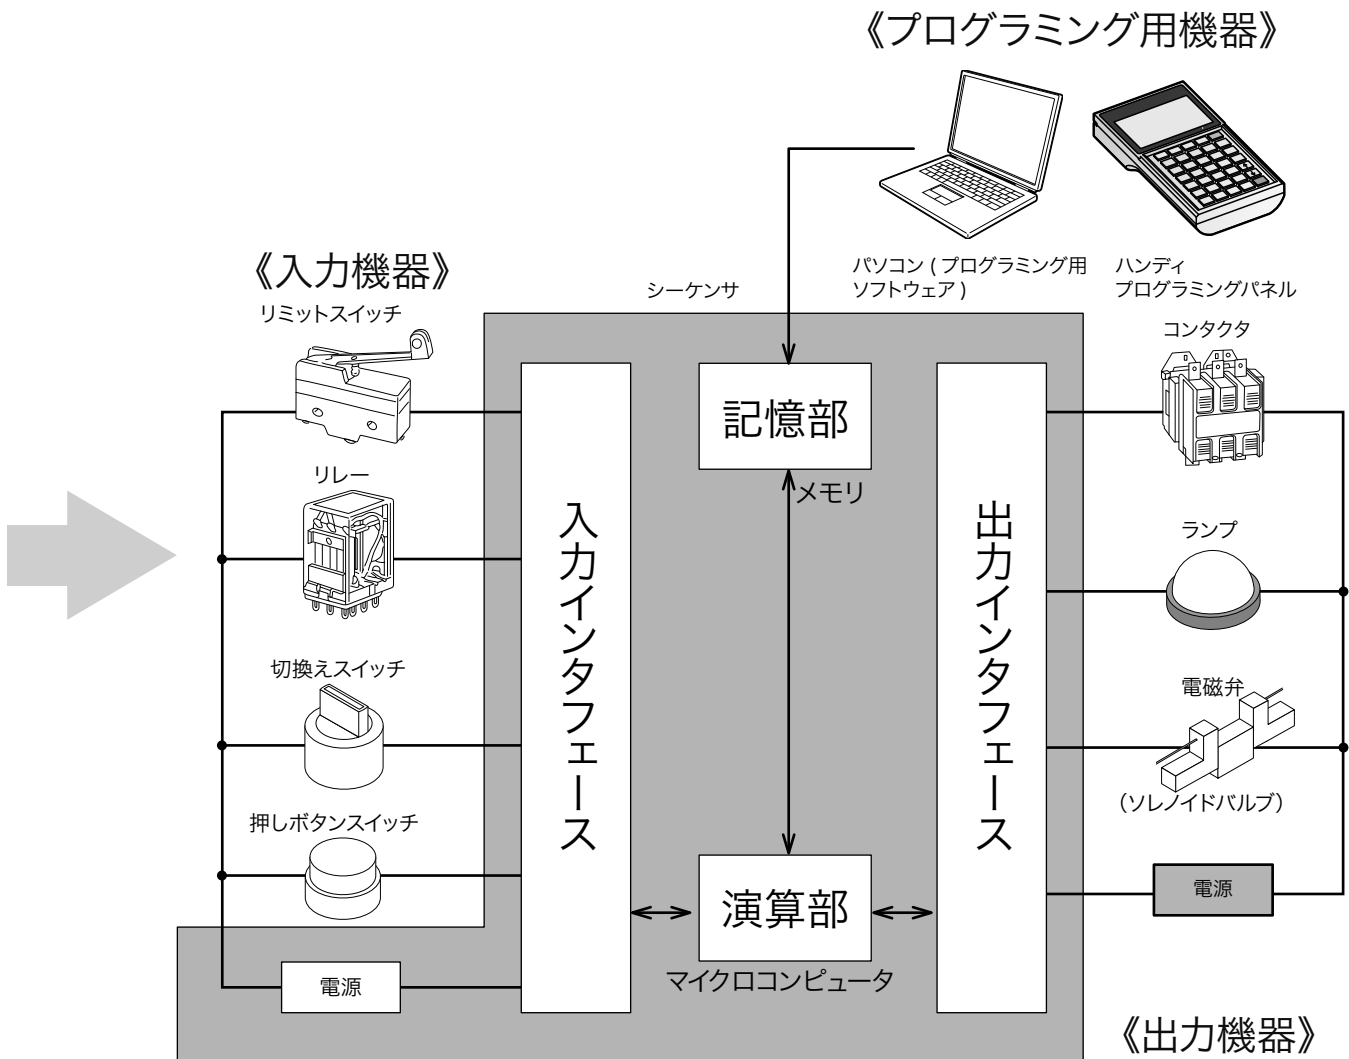 《プログラミング用機器》
パソコン ( プログラミング用
ソフトウェア )
ハンディ
プログラミングパネル
《入力機器》
リミットスイッチ
リレー
切換えスイッチ
押しボタンスイッチ
電源
シーケンサ
入力インタフェース
記憶部
メモリ
演算部
マイクロコンピュータ
出力インタフェース
コンタクタ
ランプ
電磁弁
（ソレノイドバルブ）
電源
《出力機器》